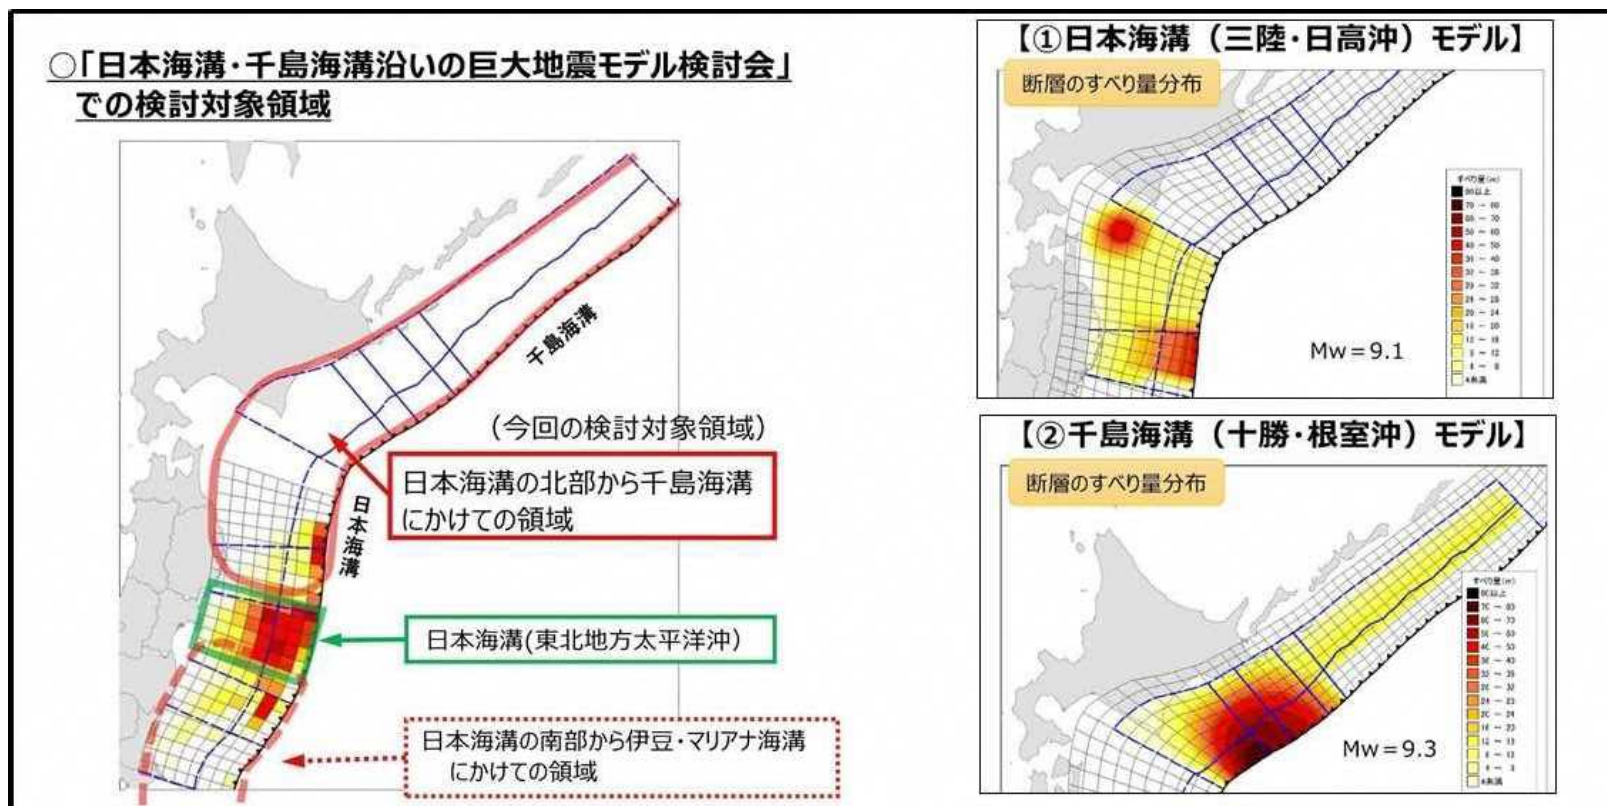 ○「日本海溝・千島海溝沿いの巨大地震モデル検討会」
での検討対象領域
千島海溝
(今回の検討対象領域)
日本海溝の北部から千島海溝
にかけての領域
日本海溝
日本海溝(東北地方太平洋沖)
日本海溝の南部から伊豆・マリアナ海溝
にかけての領域
【①日本海溝(三陸・日高沖)モデル】
断層のすべり量分布
すべり量(m)
Mw=9.1
【②千島海溝(十勝・根室沖)モデル】
断層のすべり量分布
すべり量(m)
Mw=9.3